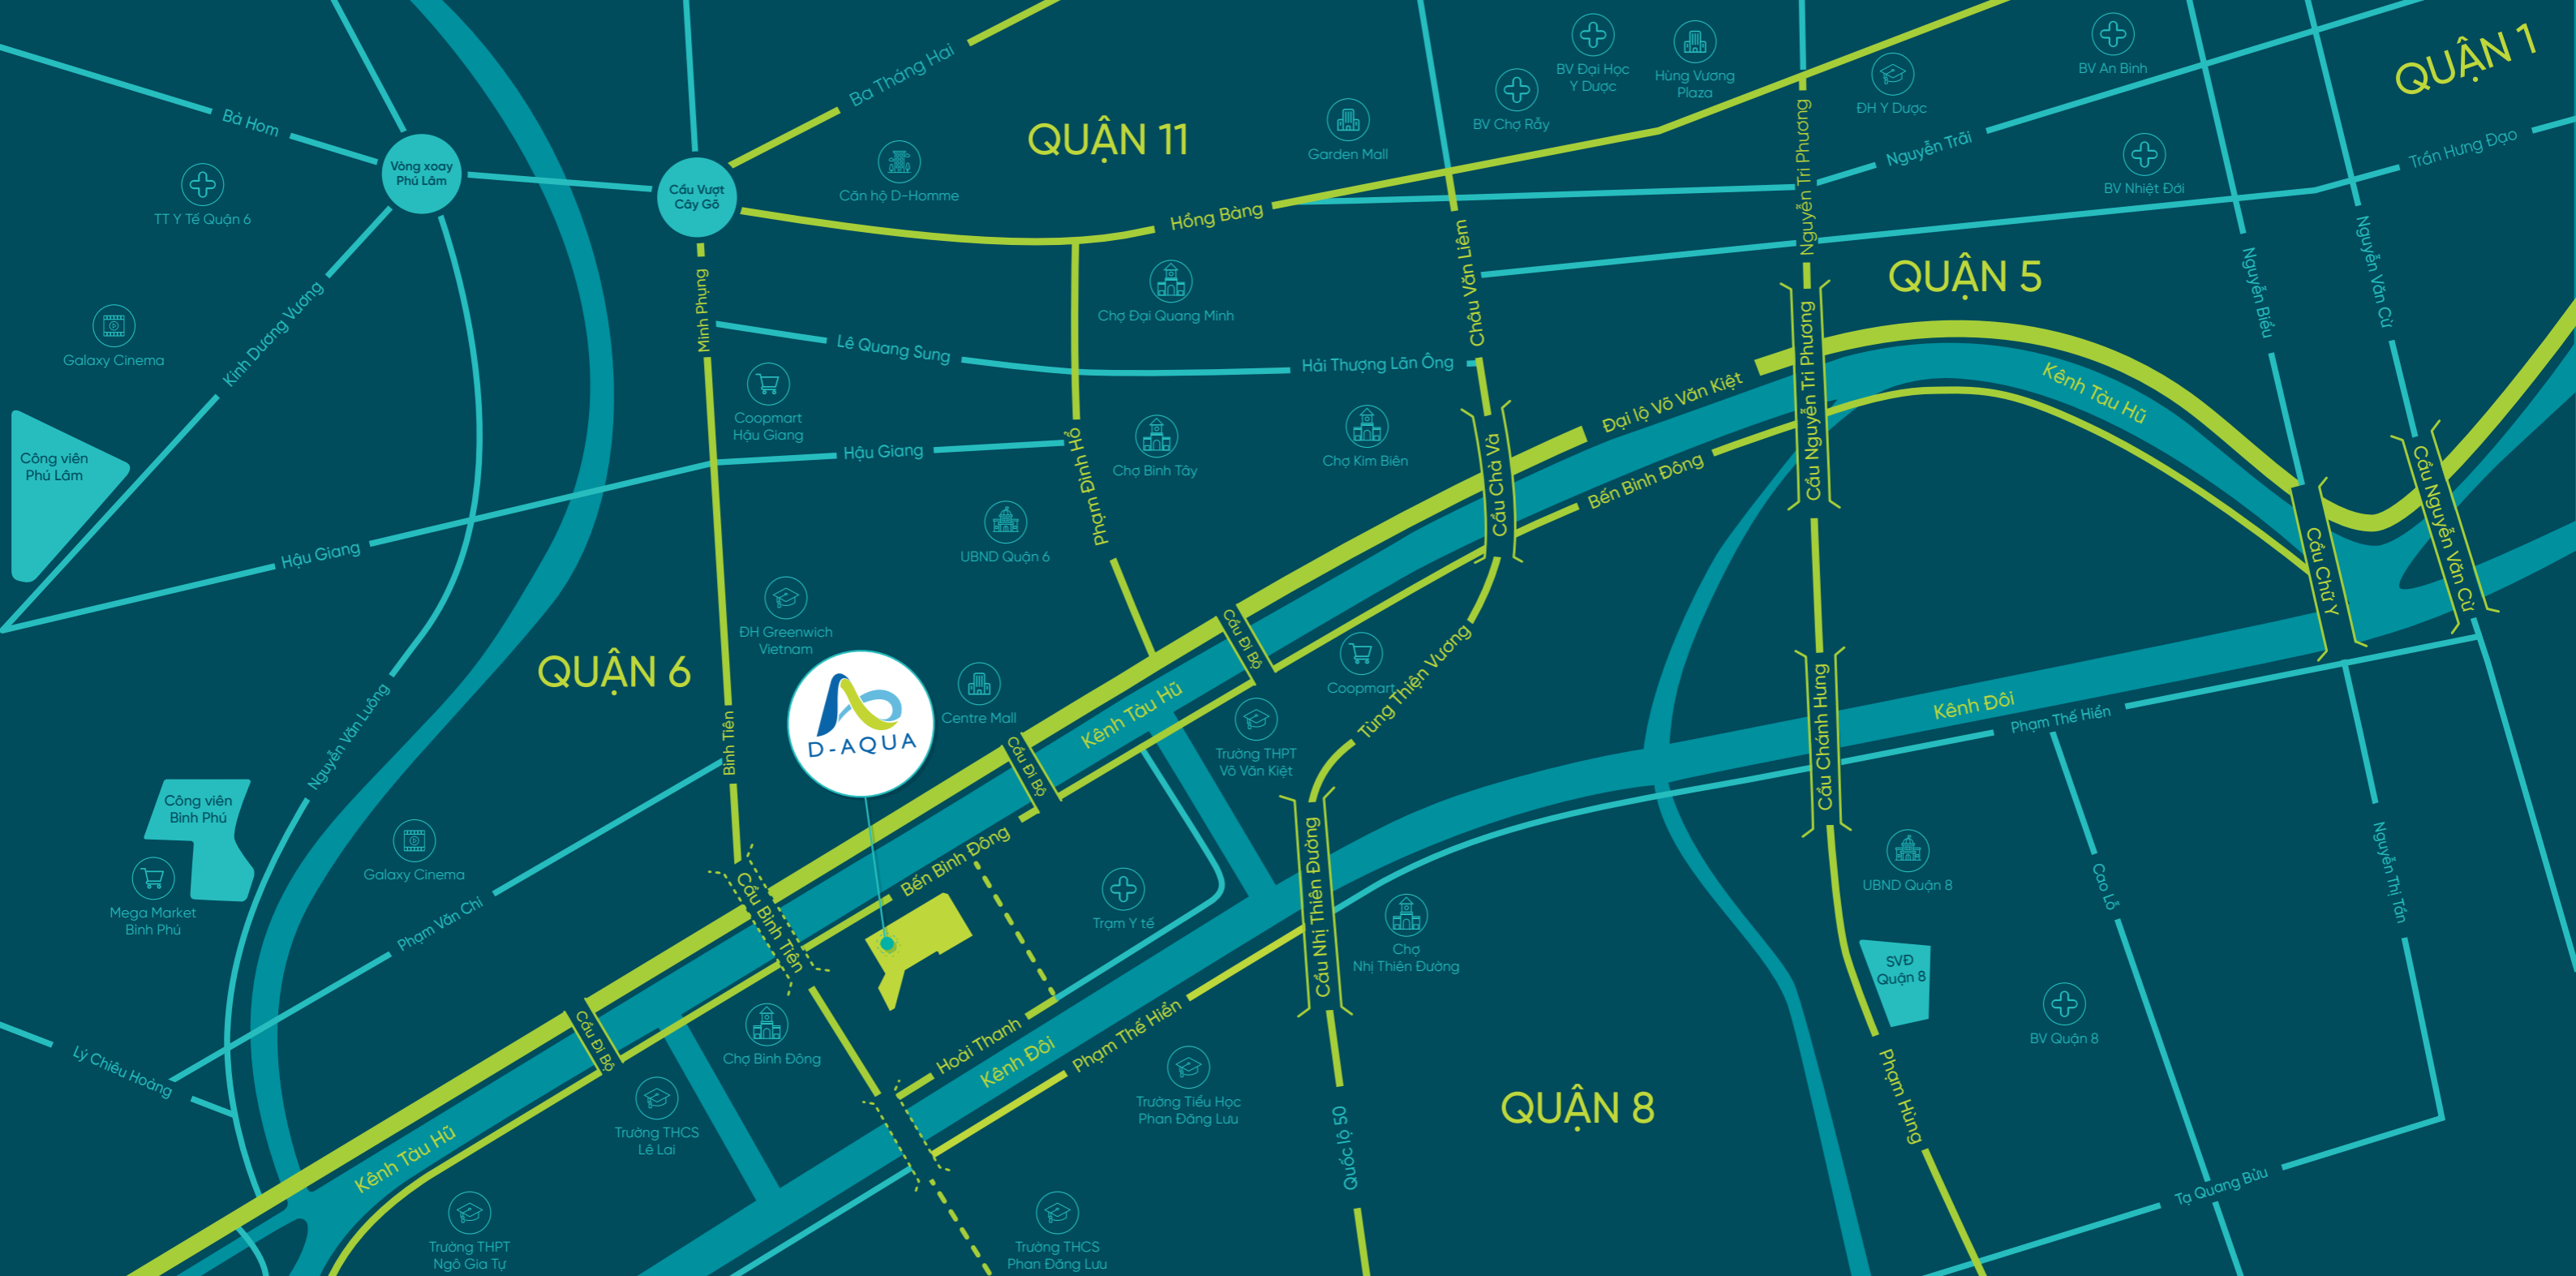 Ba Tháng Hai
BV Đại Học
Y Dược
Hùng Vương
Plaza
BV An Bình
QUẬN 1
Bà Hom
Vòng xoay
Phú Lâm
Cầu Vượt
Cây Gõ
QUẬN 11
Garden Mall
BV Chợ Rẫy
ĐH Y Dược
Nguyễn Tri Phương
Nguyễn Trãi
Trần Hưng Đạo
TT Y Tế Quận 6
Căn hộ D-Homme
Hồng Bàng
BV Nhiệt Đới
Châu Văn Liêm
QUẬN 5
Nguyễn Biểu
Nguyễn Văn Cừ
Minh Phụng
Chợ Đại Quang Minh
Galaxy Cinema
Kinh Dương Vương
Lê Quang Sung
Hải Thượng Lãn Ông
Đại lộ Võ Văn Kiệt
Cầu Nguyễn Tri Phương
Kênh Tàu Hũ
Coopmart
Hậu Giang
Công viên
Phú Lâm
Hậu Giang
Phạm Đình Hổ
Chợ Bình Tây
Chợ Kim Biên
Cầu Chà Và
Bến Bình Đông
Cầu Nguyễn Văn Cừ
Cầu Chữ Y
Hậu Giang
UBND Quận 6
ĐH Greenwich
Vietnam
Cầu Đi Bộ
QUẬN 6
D-AQUA
Centre Mall
Kênh Tàu Hũ
Coopmart
Tùng Thiện Vương
Cầu Chánh Hưng
Kênh Đôi
Phạm Thế Hiển
Nguyễn Văn Luông
Bình Tiên
Cầu Đi Bộ
Trường THPT
Võ Văn Kiệt
Công viên
Bình Phú
Galaxy Cinema
Mega Market
Bình Phú
Phạm Văn Chí
Cầu Bình Tiên
Bến Bình Đông
Trạm Y tế
Cầu Nhị Thiên Đường
Chợ
Nhị Thiên Đường
UBND Quận 8
Cao Lỗ
Nguyễn Thị Tần
SVĐ
Quận 8
BV Quận 8
Lý Chiêu Hoàng
Cầu Đi Bộ
Chợ Bình Đông
Hoài Thanh
Kênh Đôi
Phạm Thế Hiển
Trường THCS
Lê Lai
Trường Tiểu Học
Phan Đăng Lưu
Quốc lộ 50
QUẬN 8
Phạm Hùng
Kênh Tàu Hũ
Tạ Quang Bửu
Trường THPT
Ngô Gia Tự
Trường THCS
Phan Đăng Lưu